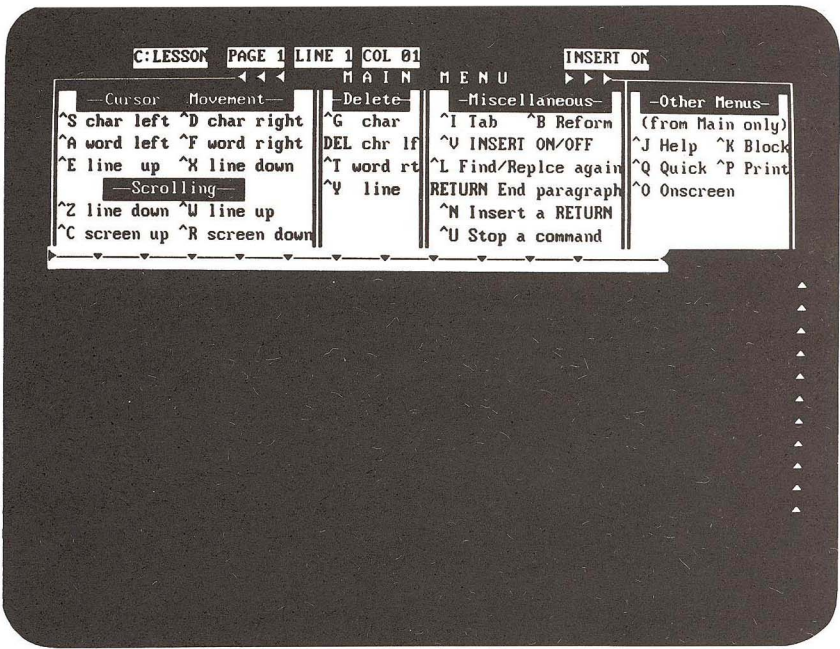 C:LESSON PAGE 1 LINE 1 COL 01 INSERT ON
MAIN MENU
Cursor Movement
^S char left ^D char right
^A word left ^F word right
^E line up ^X line down
Scrolling
^Z line down ^W line up
^C screen up ^R screen down
Delete
^G char
DEL chr lf
^T word rt
^Y line
Miscellaneous
^I Tab ^B Reform
^V INSERT ON/OFF
^L Find/Replce again
RETURN End paragraph
^N Insert a RETURN
^U Stop a command
Other Menus
(from Main only)
^J Help ^K Block
^Q Quick ^P Print
^O Onscreen